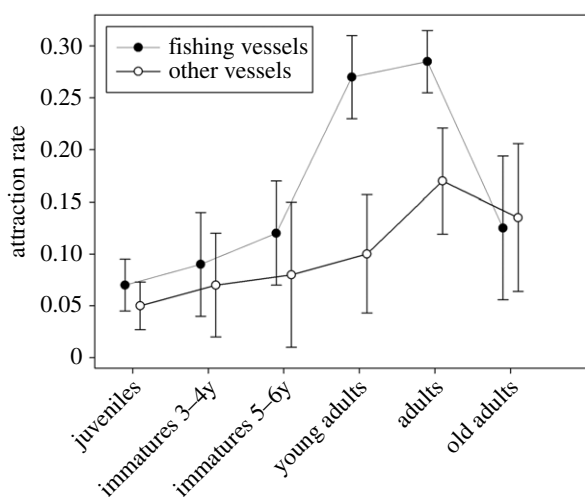 0.30
0.25
0.20
0.15
0.10
0.05
0
attraction rate
fishing vessels
other vessels
juveniles
immatures 3–4y
immatures 5–6y
young adults
adults
old adults